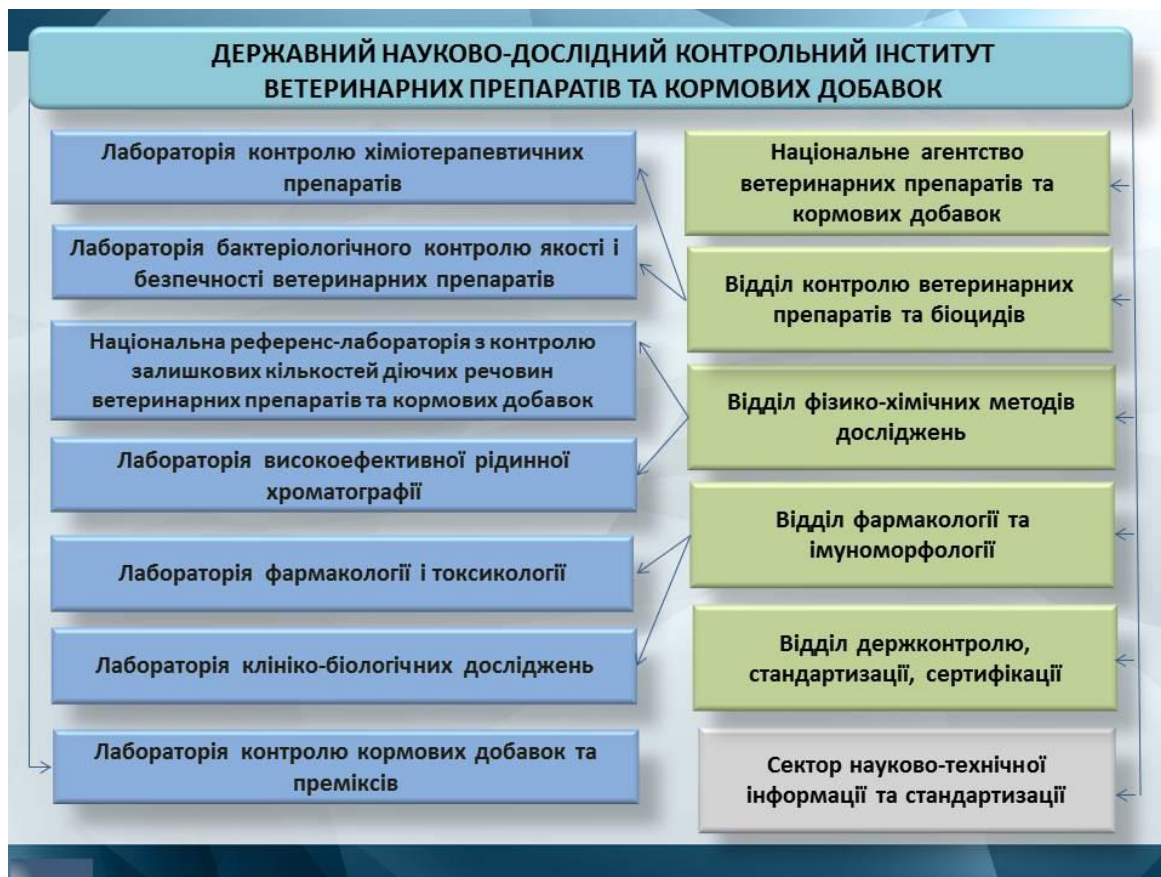 ДЕРЖАВНИЙ НАУКОВО-ДОСЛІДНИЙ КОНТРОЛЬНИЙ ІНСТИТУТ
ВЕТЕРИНАРНИХ ПРЕПАРАТІВ ТА КОРМОВИХ ДОБАВОК
Лабораторія контролю хіміотерапевтичних
препаратів
Лабораторія бактеріологічного контролю якості і
безпечності ветеринарних препаратів
Національна референс-лабораторія з контролю
залишкових кількостей діючих речовин
ветеринарних препаратів та кормових добавок
Лабораторія високоефективної рідинної
хроматографії
Лабораторія фармакології і токсикології
Лабораторія клініко-біологічних досліджень
Лабораторія контролю кормових добавок та
преміксів
Національне агентство
ветеринарних препаратів та
кормових добавок
Відділ контролю ветеринарних
препаратів та біоцидів
Відділ фізико-хімічних методів
досліджень
Відділ фармакології та
імуноморфології
Відділ держконтролю,
стандартизації, сертифікації
Сектор науково-технічної
інформації та стандартизації